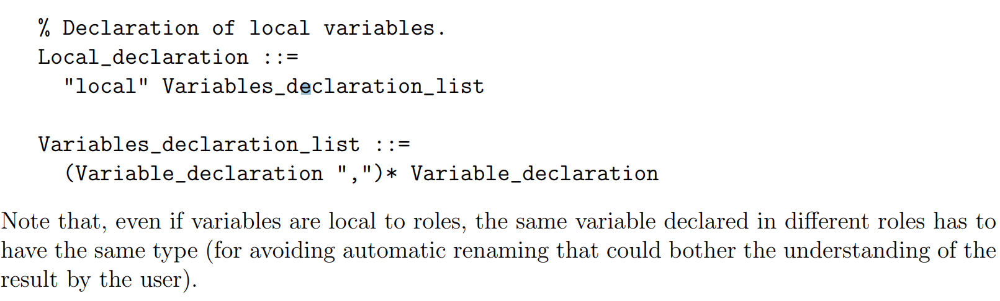 % Declaration of local variables.
Local_declaration ::=
"local" Variables_declaration_list
Variables_declaration_list ::=
(Variable_declaration ",")* Variable_declaration
Note that, even if variables are local to roles, the same variable declared in different roles has to
have the same type (for avoiding automatic renaming that could bother the understanding of the
result by the user).